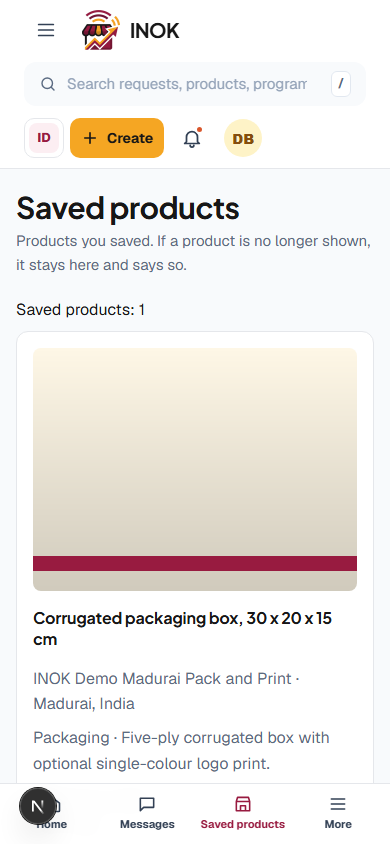 INOK
Search requests, products, program
/
ID
+ Create
DB
Saved products
Products you saved. If a product is no longer shown,
it stays here and says so.
Saved products: 1
Corrugated packaging box, 30 x 20 x 15
cm
INOK Demo Madurai Pack and Print ·
Madurai, India
Packaging · Five-ply corrugated box with
optional single-colour logo print.
N
Home
Messages
Saved products
More